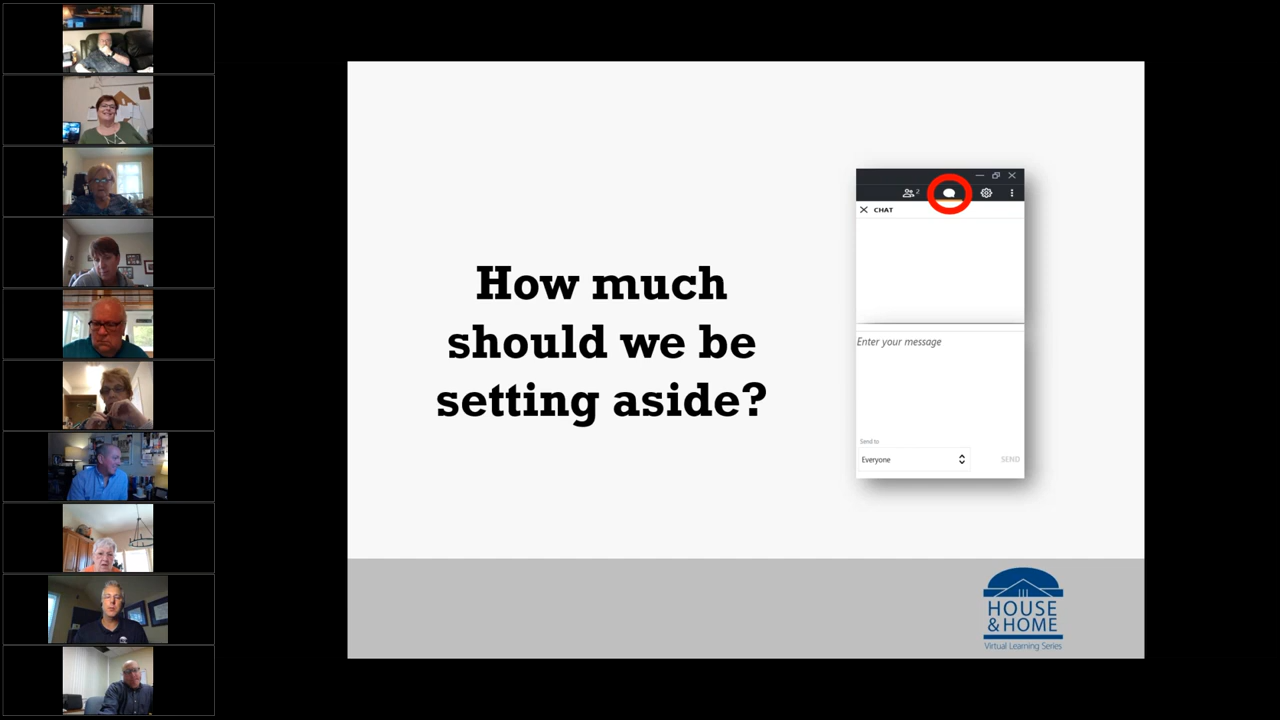 How much
should we be
setting aside?
2
CHAT
Enter your message
Send to
Everyone
SEND
HOUSE
& HOME
Virtual Learning Series